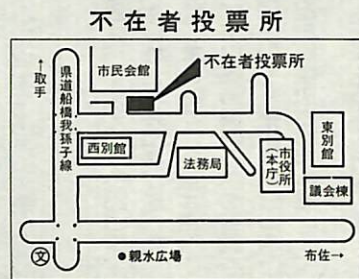 不在者投票所
↑取手
県道船橋我孫子線
市民会館
不在者投票所
西別館
法務局
市役所
(本庁)
東別館
議会棟
文
●親水広場
布佐→